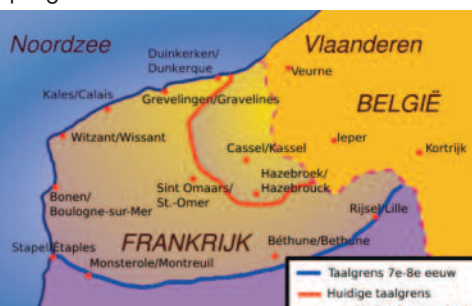 Noordzee
Vlaanderen
Duinkerken/
Dunkerque
Veurne
Kales/Calais
Grevelingen/Gravelines
BELGIË
Witzant/Wissant
Ieper
Cassel/Kassel
Kortrijk
Hazebroek/
Hazebrouck
Sint Omaars/
St.-Omer
Bonen/
Boulogne-sur-Mer
Rijsel/Lille
FRANKRIJK
Stapel/Étaples
Béthune/Bethune
Monsterole/Montreuil
Taalgrens 7e-8e eeuw
Huidige taalgrens